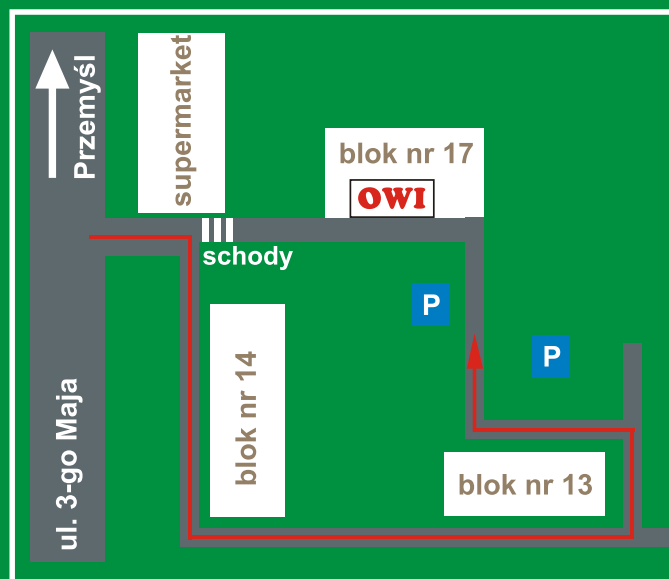 Przemyśl
supermarket
blok nr 17
OWI
schody
P
P
blok nr 14
ul. 3-go Maja
blok nr 13